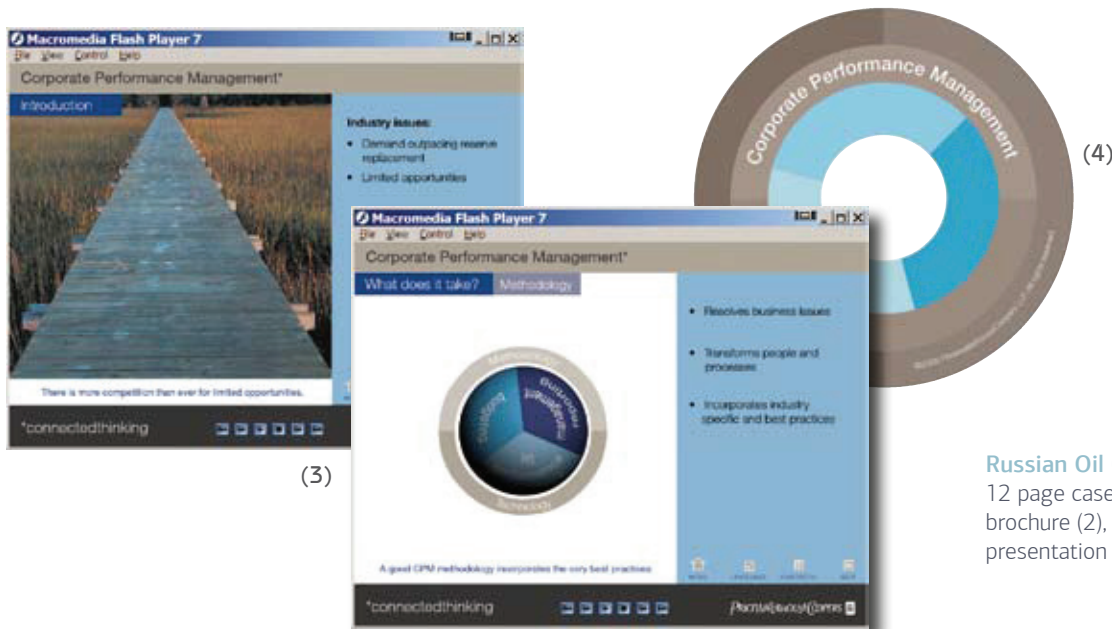 Macromedia Flash Player 7
File View Control Help
Corporate Performance Management*
Introduction
Industry issues:
• Demand outpacing reserve
replacement
• Limited opportunities
There is more competition than ever for limited opportunities.
*connectedthinking
(3)
Macromedia Flash Player 7
File View Control Help
Corporate Performance Management*
What does it take? Methodology
Methodology
budgeting
management
reporting
Technology
• Resolves business issues
• Transforms people and
processes
• Incorporates industry
specific and best practices
A good CPM methodology incorporates the very best practices
*connectedthinking
PricewaterhouseCoopers
Corporate Performance Management
(4)
Russian Oil
12 page case
brochure (2),
presentation